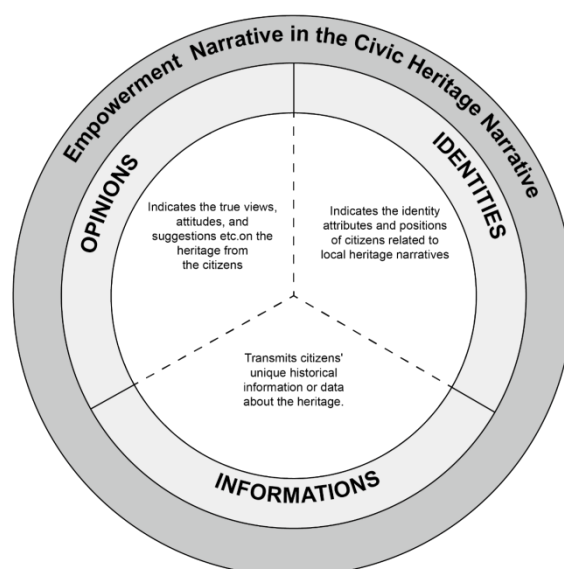 Empowerment Narrative in the Civic Heritage Narrative
OPINIONS
Indicates the true views,
attitudes, and
suggestions etc.on the
heritage from
the citizens
IDENTITIES
Indicates the identity
attributes and positions
of citizens related to
local heritage narratives
Transmits citizens'
unique historical
information or data
about the heritage.
INFORMATIONS